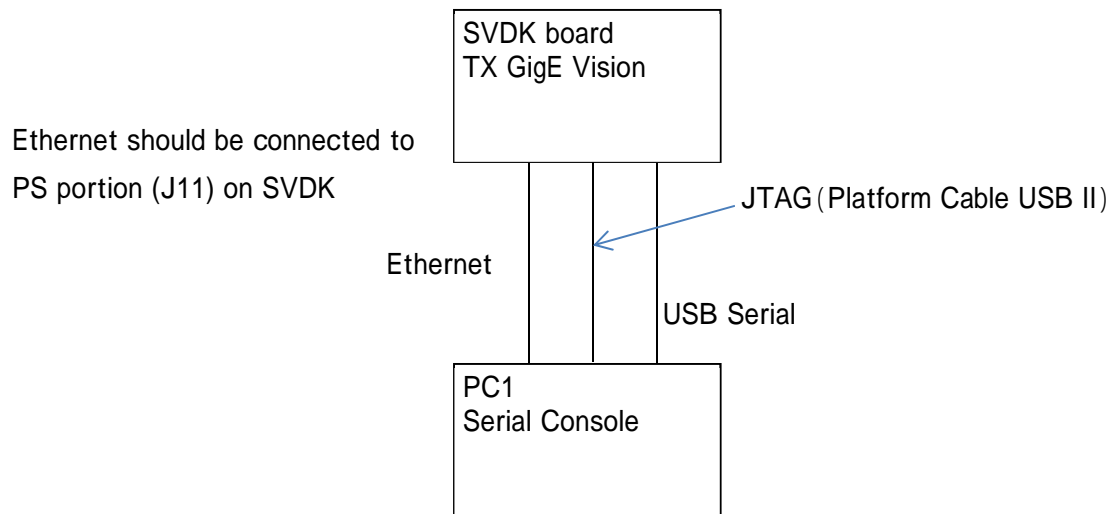 SVDK board
TX GigE Vision
Ethernet should be connected to
PS portion (J11) on SVDK
JTAG(Platform Cable USB II)
Ethernet
USB Serial
PC1
Serial Console